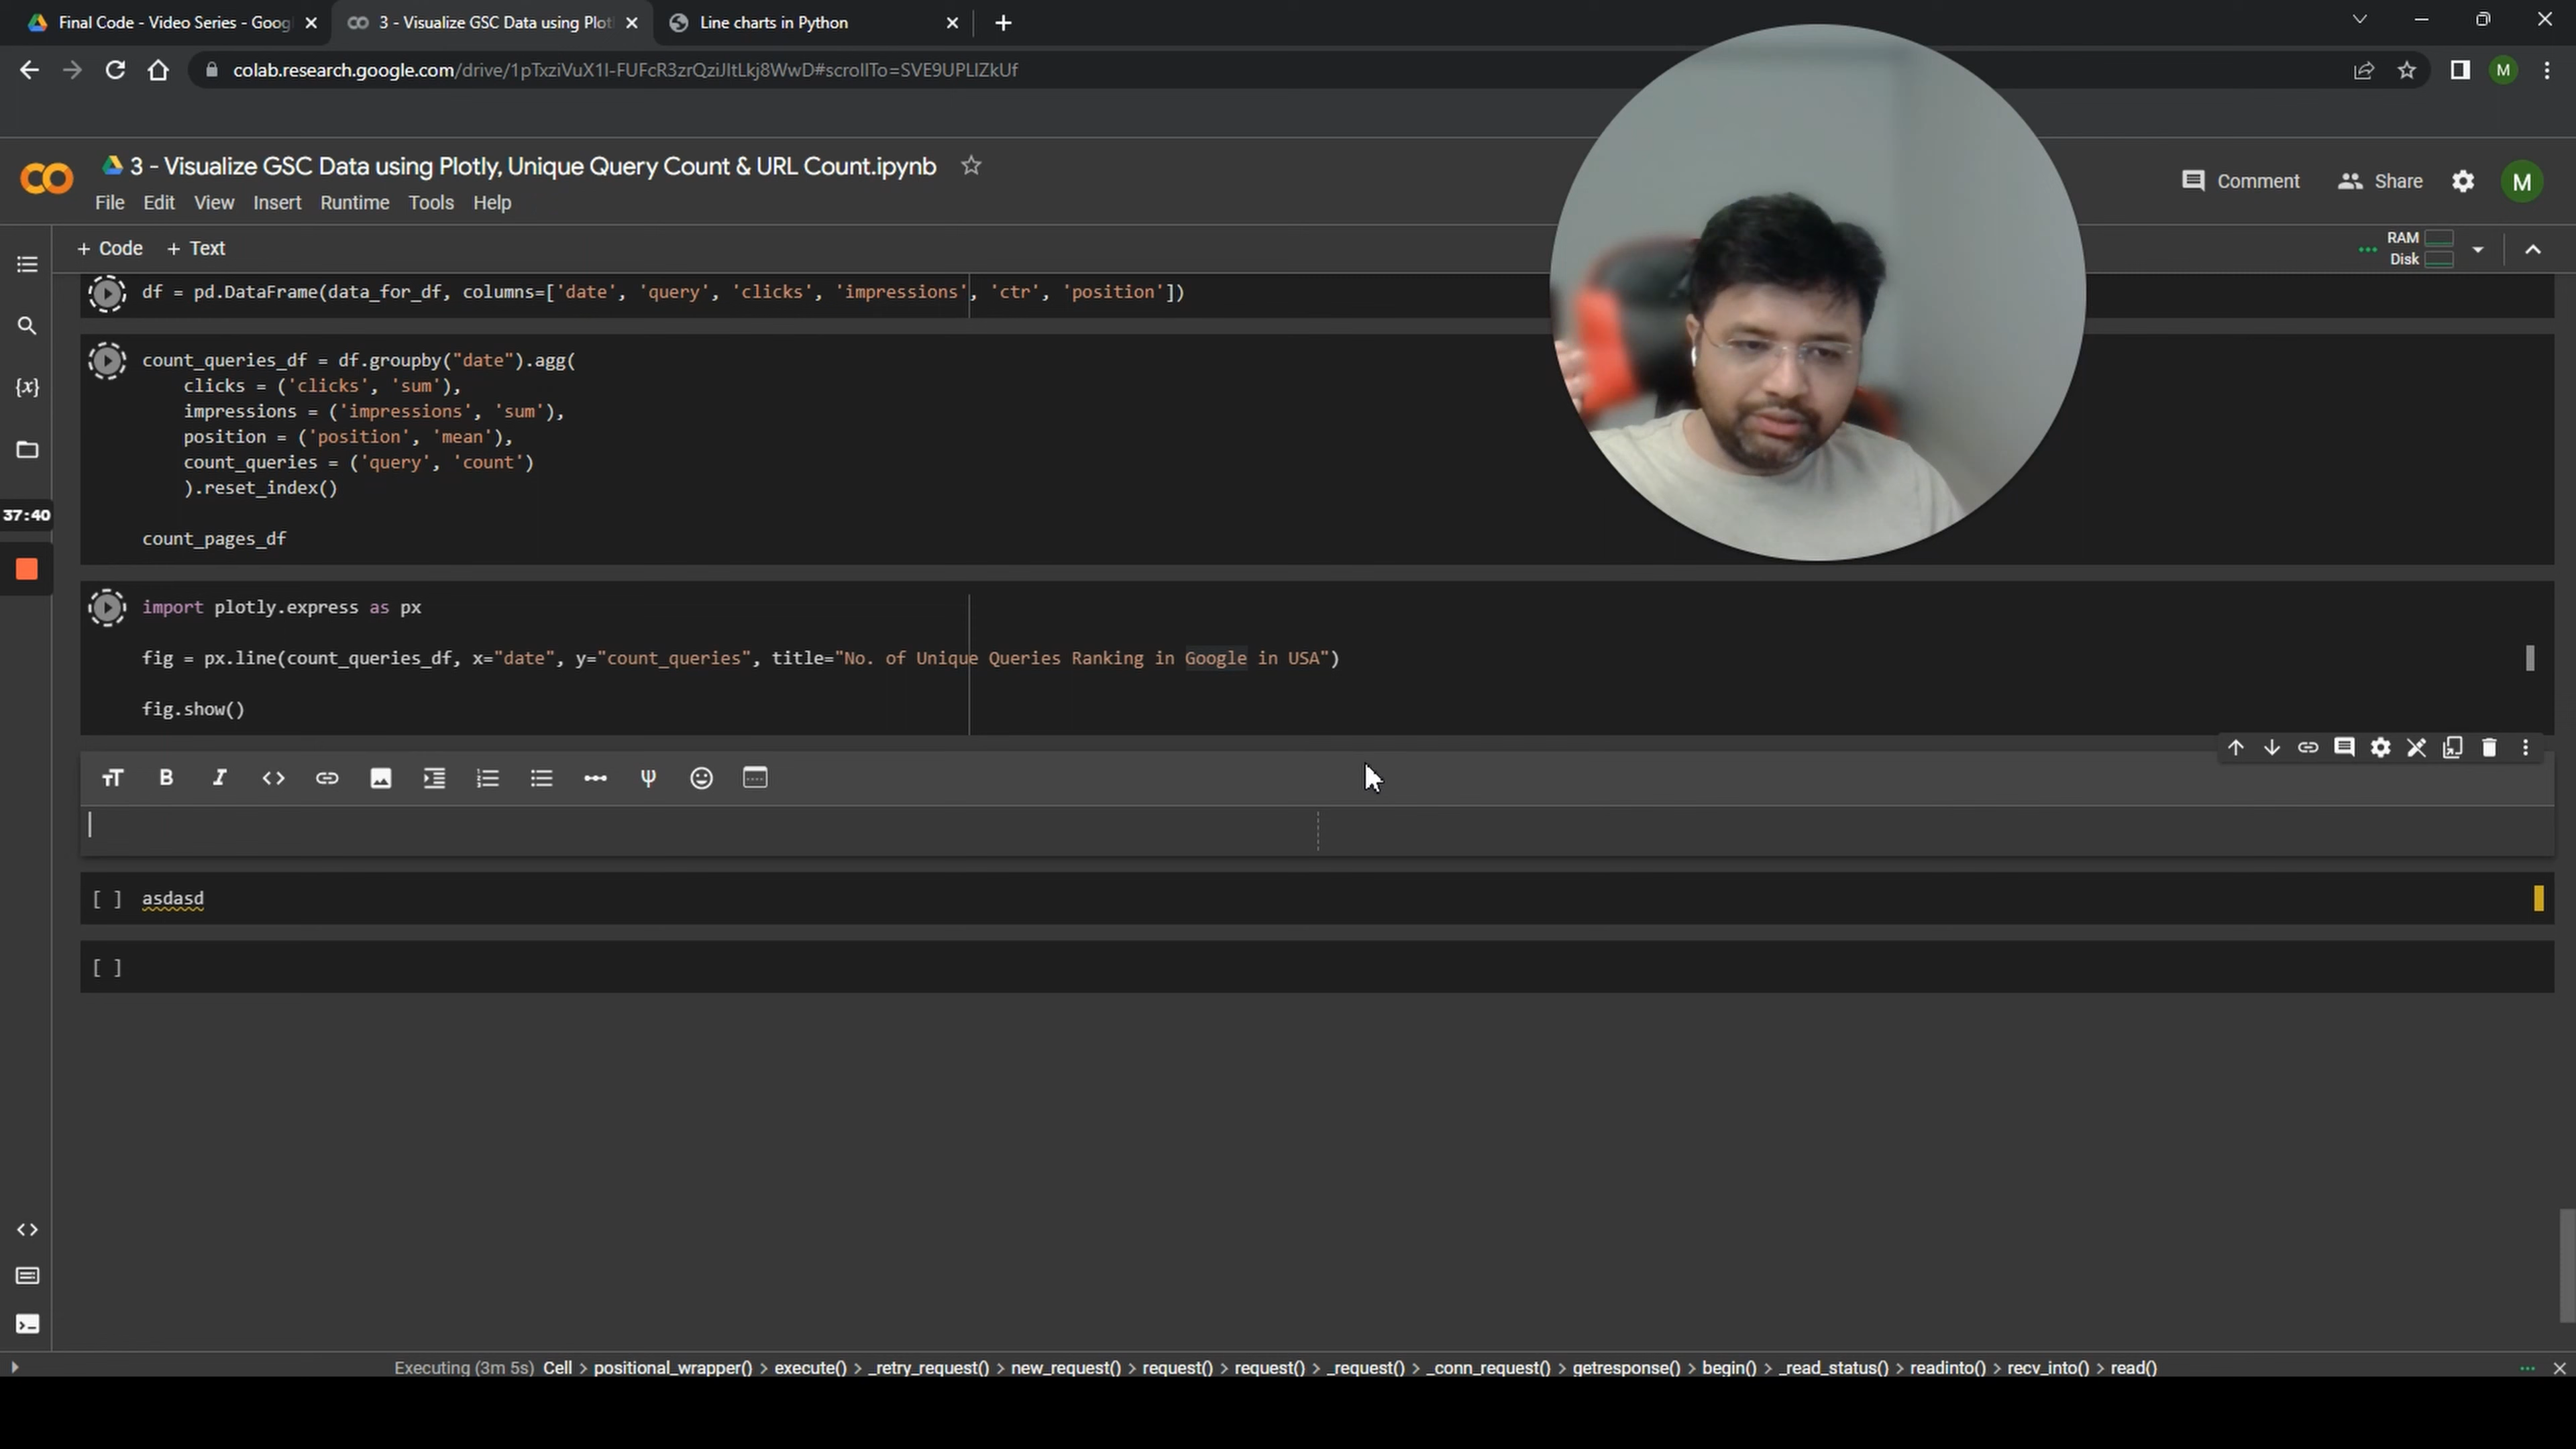 Final Code - Video Series - Goog
3 - Visualize GSC Data using Plot
Line charts in Python
colab.research.google.com/drive/1pTxziVuX1I-FUFcR3zrQziJItLkj8WwD#scrollTo=SVE9UPLIZkUf
M
3 - Visualize GSC Data using Plotly, Unique Query Count & URL Count.ipynb
Comment
Share
M
File Edit View Insert Runtime Tools Help
+ Code + Text
RAM
Disk
df = pd.DataFrame(data_for_df, columns=['date', 'query', 'clicks', 'impressions', 'ctr', 'position'])
count_queries_df = df.groupby("date").agg(
clicks = ('clicks', 'sum'),
impressions = ('impressions', 'sum'),
position = ('position', 'mean'),
count_queries = ('query', 'count')
).reset_index()
37:40
count_pages_df
import plotly.express as px
fig = px.line(count_queries_df, x="date", y="count_queries", title="No. of Unique Queries Ranking in Google in USA")
fig.show()
[ ] asdasd
[ ]
Executing (3m 5s) Cell > positional_wrapper() > execute() > _retry_request() > new_request() > request() > request() > _request() > _conn_request() > getresponse() > begin() > _read_status() > readinto() > recv_into() > read()